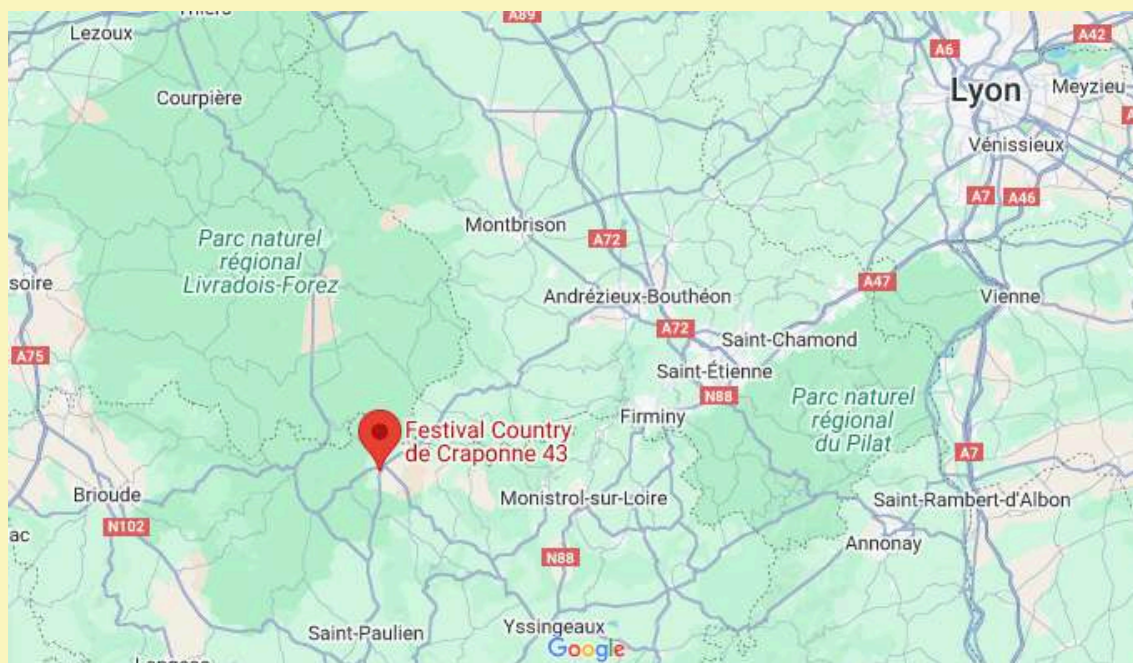 A89
Lezoux
A6
A42
Courpière
Lyon
Meyzieu
Vénissieux
A7
A46
Montbrison
Parc naturel
régional
Livradois-Forez
A72
soire
A47
Andrézieux-Bouthéon
Vienne
A72
Saint-Chamond
A75
Saint-Étienne
N88
Parc naturel
régional
du Pilat
Firminy
Festival Country
de Craponne 43
A7
Brioude
Monistrol-sur-Loire
Saint-Rambert-d'Albon
N102
ac
Annonay
N88
Saint-Paulien
Yssingeaux
Google